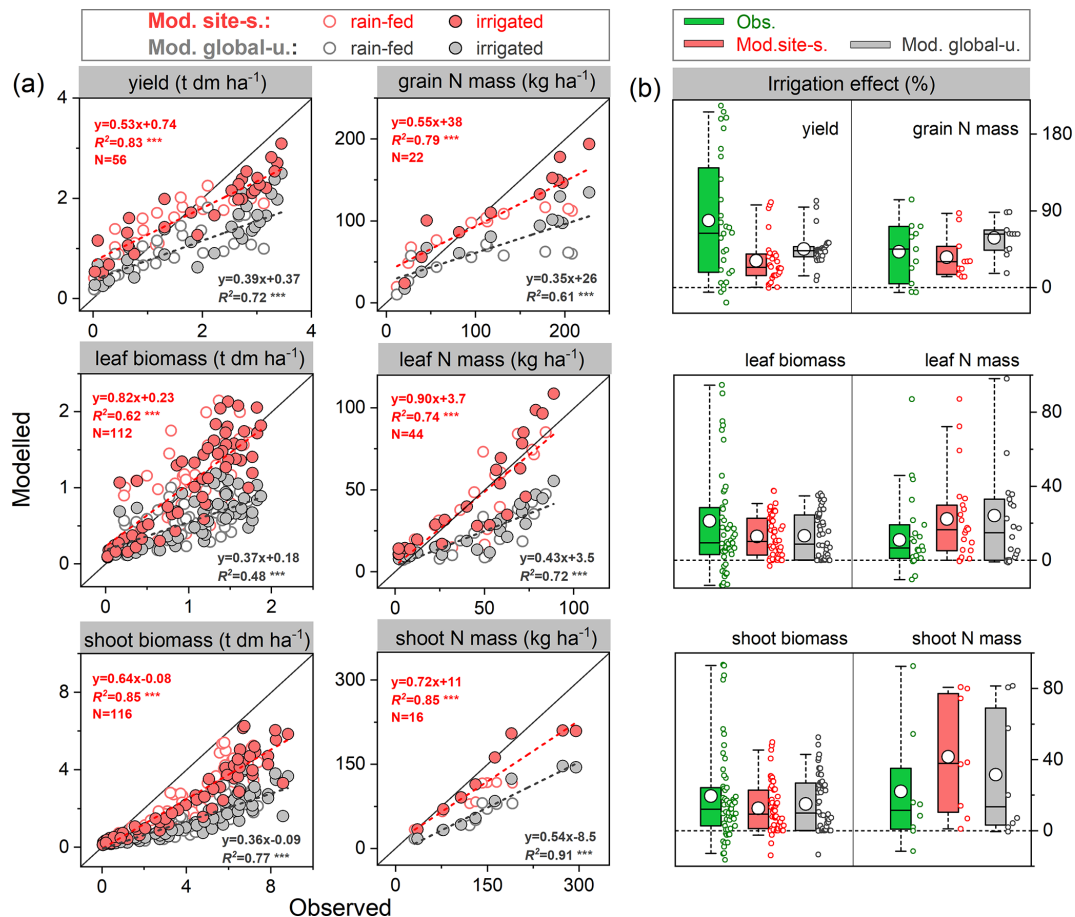 Mod. site-s.: rain-fed irrigated
Mod. global-u.: rain-fed irrigated
Obs.
Mod.site-s. Mod. global-u.
(a)
yield (t dm ha⁻¹)
4
2
0
y=0.53x+0.74
R²=0.83 ***
N=56
y=0.39x+0.37
R²=0.72 ***
0 2 4
grain N mass (kg ha⁻¹)
200
100
0
y=0.55x+38
R²=0.79 ***
N=22
y=0.35x+26
R²=0.61 ***
0 100 200
leaf biomass (t dm ha⁻¹)
2
1
0
y=0.82x+0.23
R²=0.62 ***
N=112
y=0.37x+0.18
R²=0.48 ***
0 1 2
leaf N mass (kg ha⁻¹)
100
50
0
y=0.90x+3.7
R²=0.74 ***
N=44
y=0.43x+3.5
R²=0.72 ***
0 50 100
shoot biomass (t dm ha⁻¹)
8
4
0
y=0.64x-0.08
R²=0.85 ***
N=116
y=0.36x-0.09
R²=0.77 ***
0 4 8
shoot N mass (kg ha⁻¹)
300
150
0
y=0.72x+11
R²=0.85 ***
N=16
y=0.54x-8.5
R²=0.91 ***
0 150 300
Modelled
Observed
(b)
Irrigation effect (%)
yield grain N mass
180
90
0
leaf biomass leaf N mass
80
40
0
shoot biomass shoot N mass
80
40
0